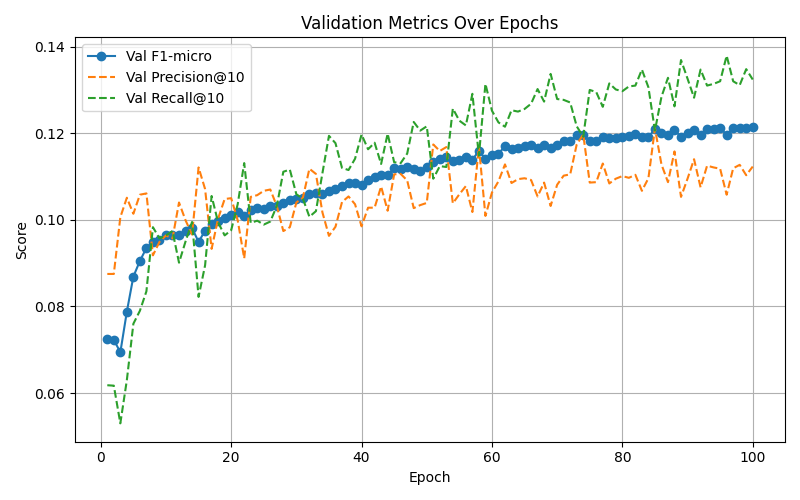 Validation Metrics Over Epochs
Val F1-micro
Val Precision@10
Val Recall@10
0.14
0.12
0.10
0.08
0.06
Score
0 20 40 60 80 100
Epoch